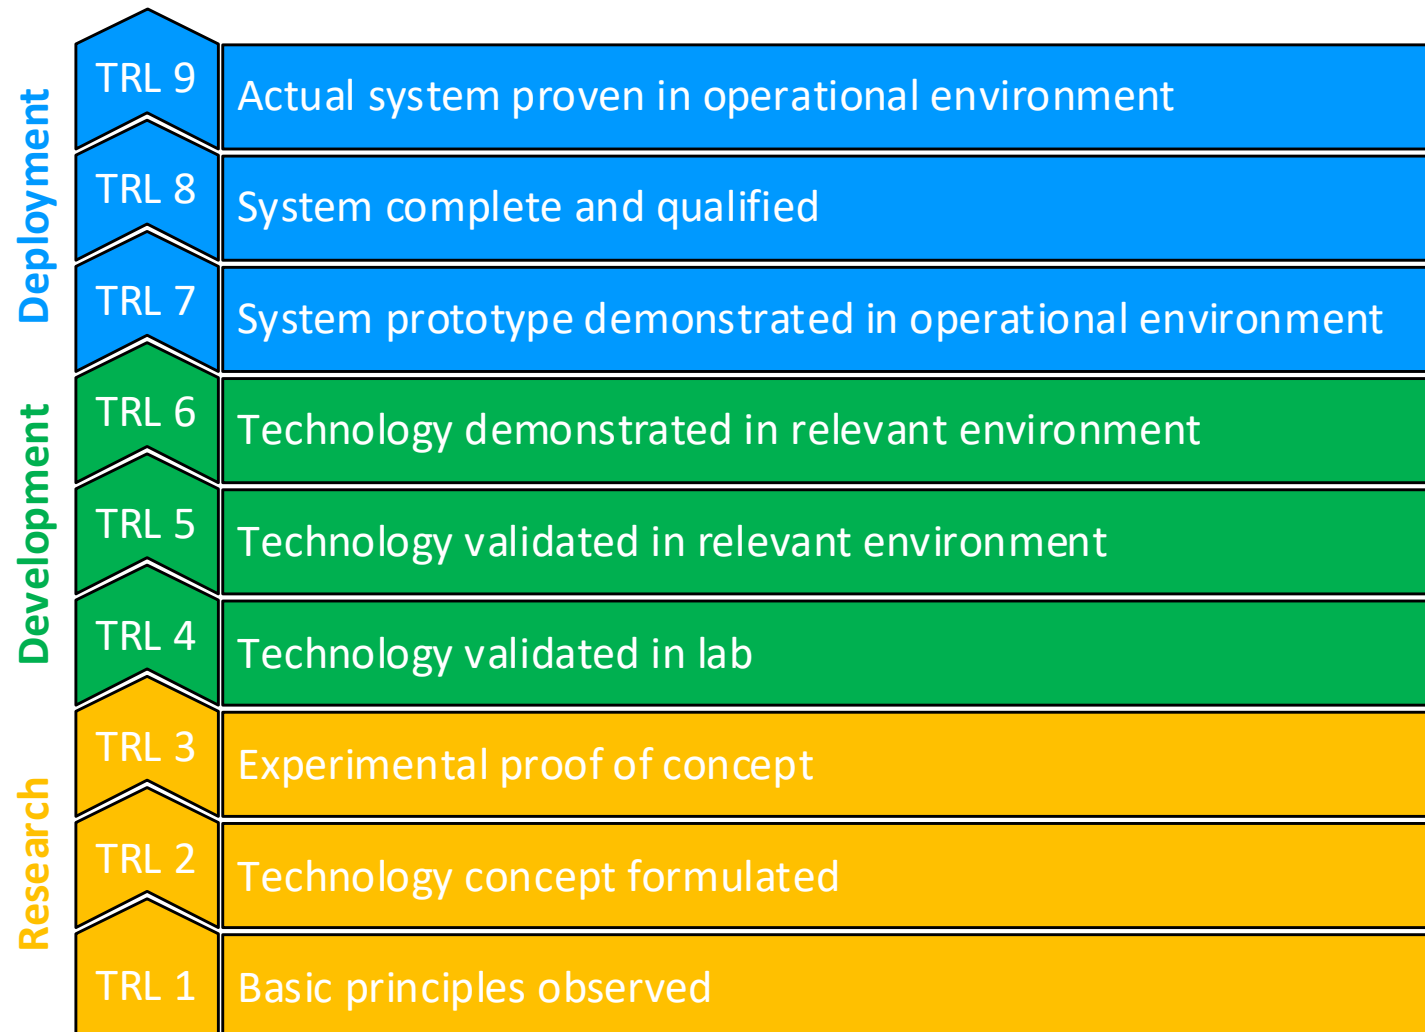 Deployment
TRL 9
Actual system proven in operational environment
TRL 8
System complete and qualified
TRL 7
System prototype demonstrated in operational environment
Development
TRL 6
Technology demonstrated in relevant environment
TRL 5
Technology validated in relevant environment
TRL 4
Technology validated in lab
Research
TRL 3
Experimental proof of concept
TRL 2
Technology concept formulated
TRL 1
Basic principles observed